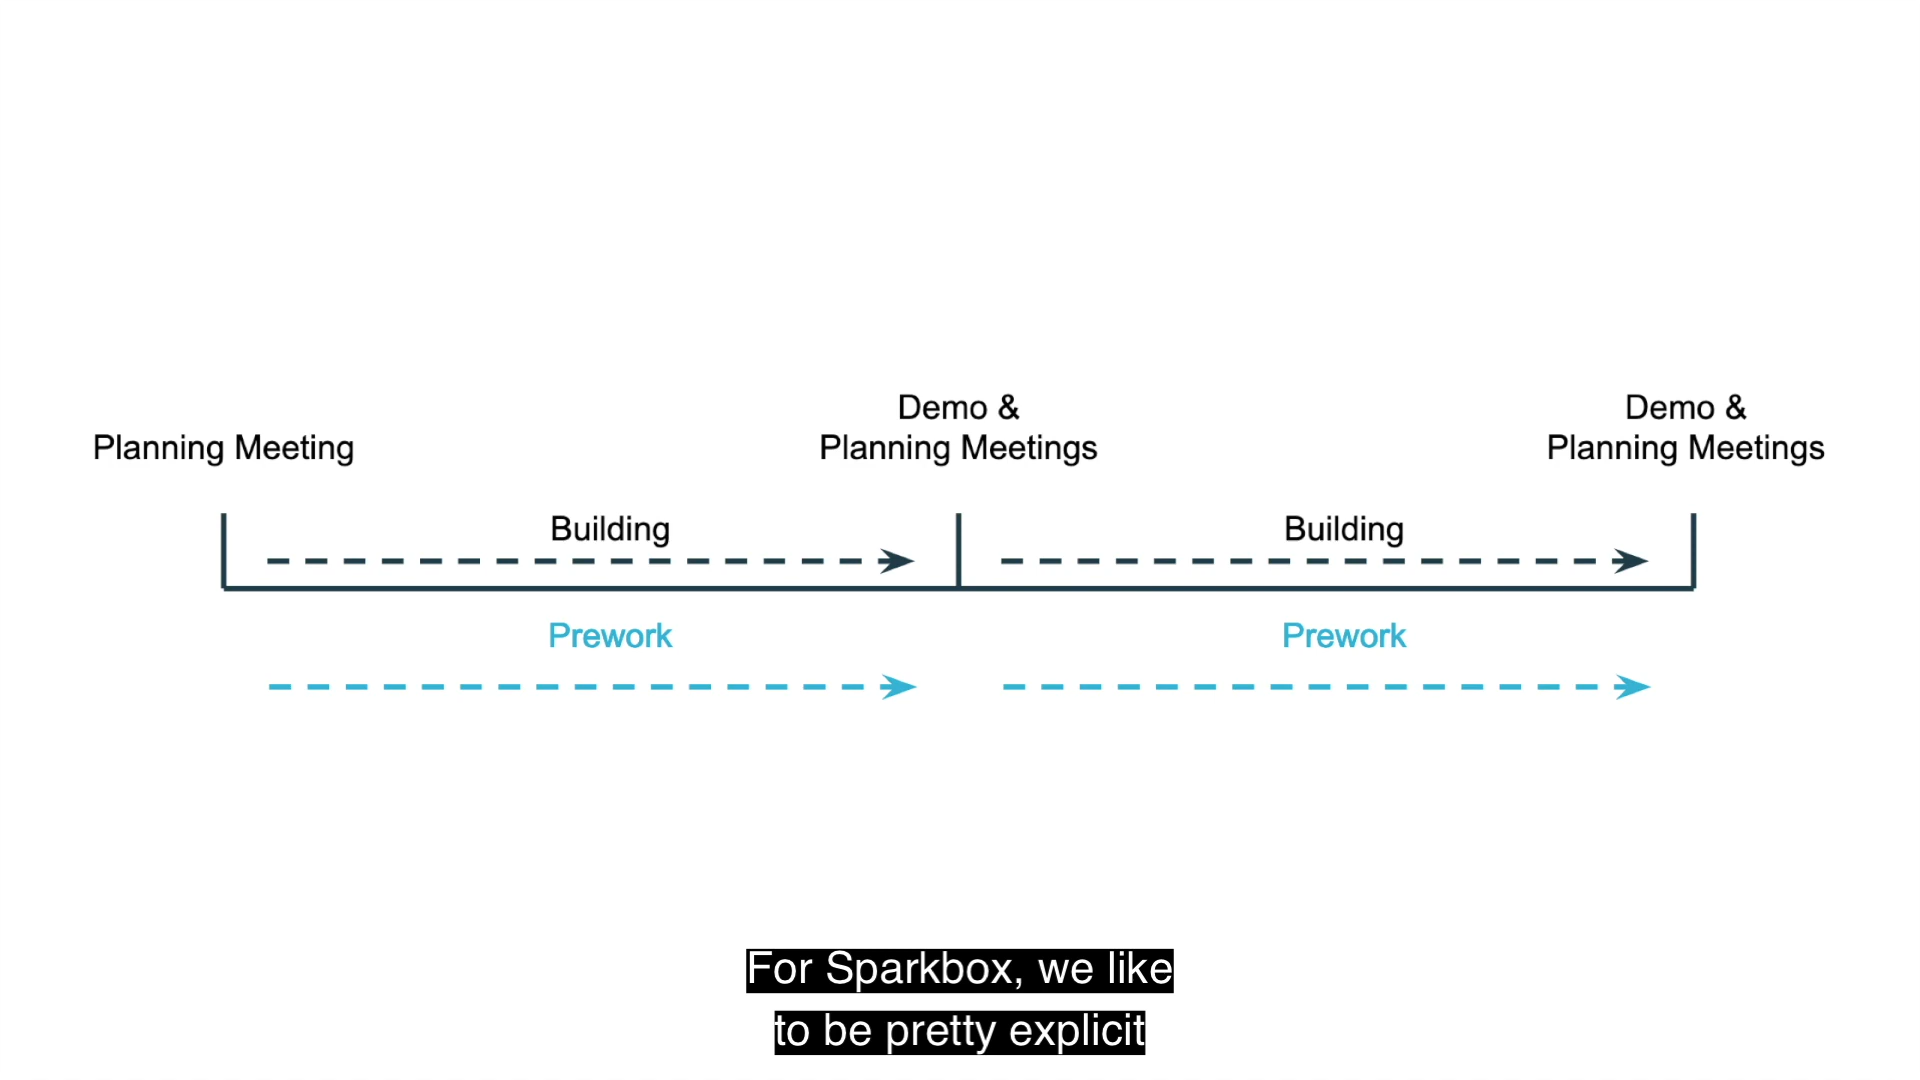 Demo &
Demo &
Planning Meeting
Planning Meetings
Planning Meetings
Building
Building
Prework
Prework
For Sparkbox, we like
to be pretty explicit